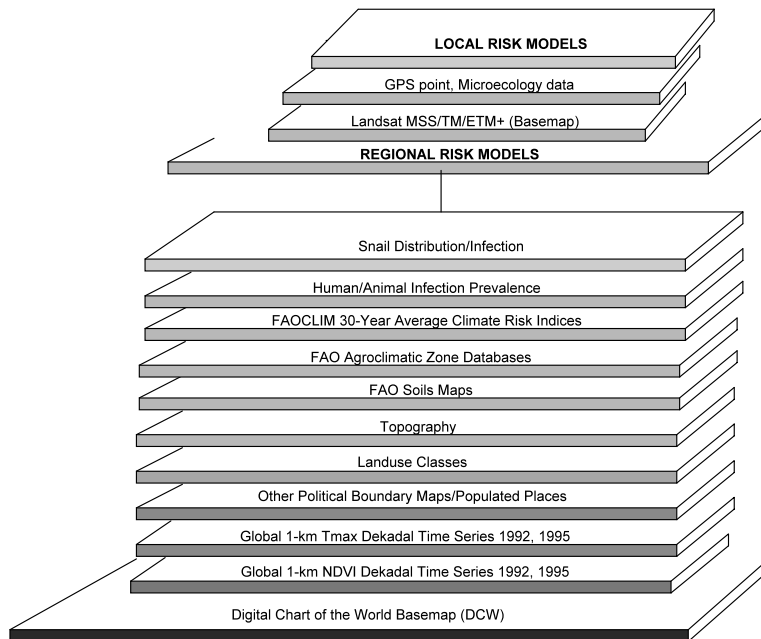 LOCAL RISK MODELS
GPS point, Microecology data
Landsat MSS/TM/ETM+ (Basemap)
REGIONAL RISK MODELS
Snail Distribution/Infection
Human/Animal Infection Prevalence
FAOCLIM 30-Year Average Climate Risk Indices
FAO Agroclimatic Zone Databases
FAO Soils Maps
Topography
Landuse Classes
Other Political Boundary Maps/Populated Places
Global 1-km Tmax Dekadal Time Series 1992, 1995
Global 1-km NDVI Dekadal Time Series 1992, 1995
Digital Chart of the World Basemap (DCW)